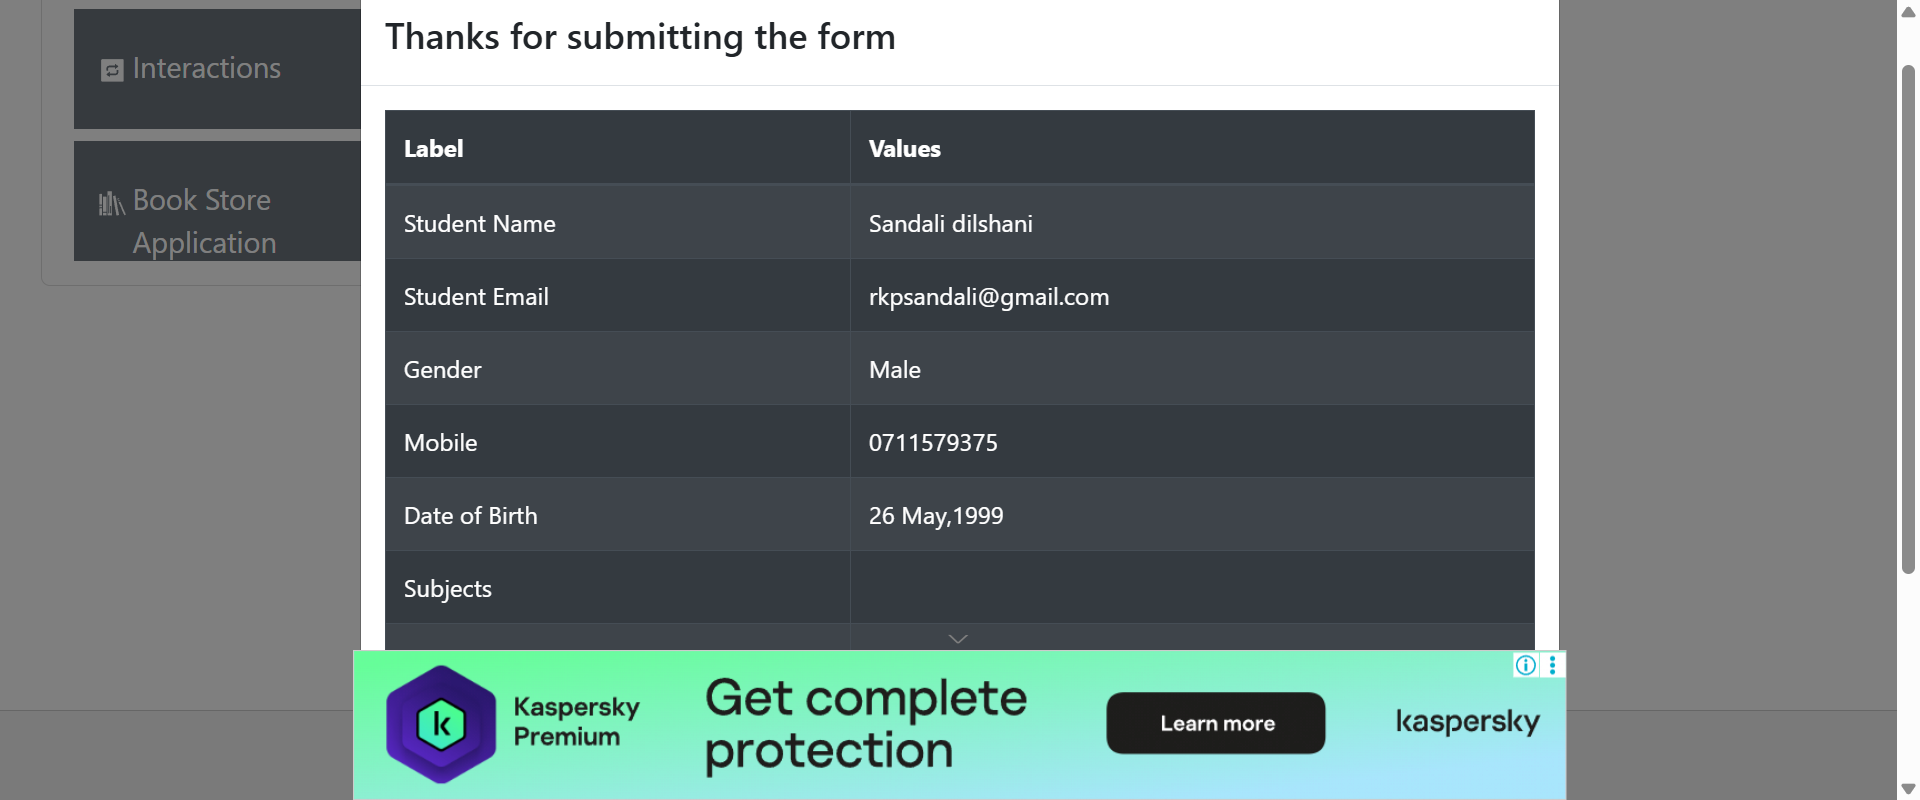 Thanks for submitting the form
Interactions
Book Store
Application
Label Values
Student Name Sandali dilshani
Student Email rkpsandali@gmail.com
Gender Male
Mobile 0711579375
Date of Birth 26 May,1999
Subjects
Kaspersky
Premium
Get complete
protection
Learn more
kaspersky